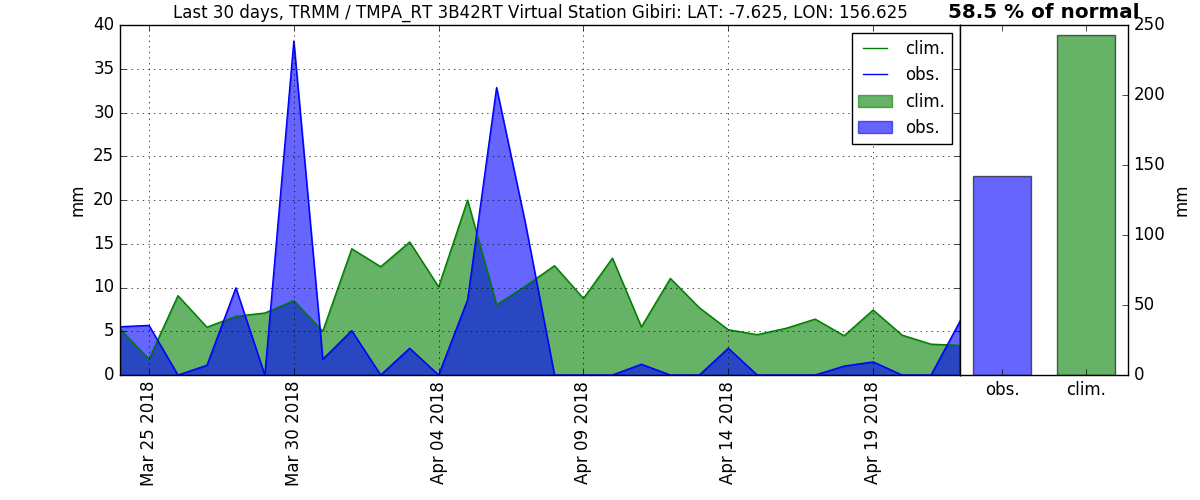 Last 30 days, TRMM / TMPA_RT 3B42RT Virtual Station Gibiri: LAT: -7.625, LON: 156.625
58.5 % of normal
40
35
30
25
20
15
10
5
0
mm
clim.
obs.
clim.
obs.
Mar 25 2018
Mar 30 2018
Apr 04 2018
Apr 09 2018
Apr 14 2018
Apr 19 2018
250
200
150
100
50
0
mm
obs.
clim.